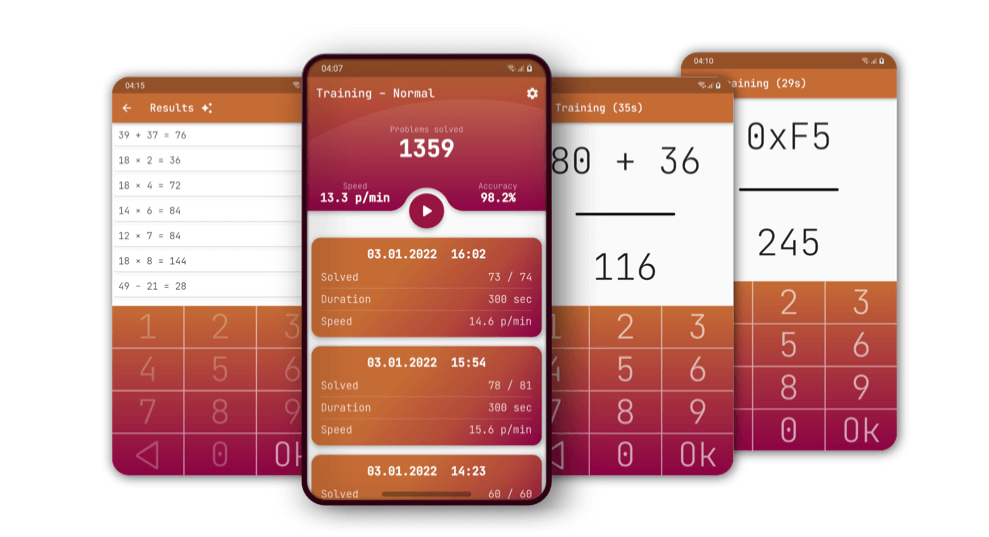 04:15
Results
39 + 37 = 76
18 × 2 = 36
18 × 4 = 72
14 × 6 = 84
12 × 7 = 84
18 × 8 = 144
49 − 21 = 28
1 2 3
4 5 6
7 8 9
0 Ok
04:07
Training - Normal
Problems solved
1359
Speed
13.3 p/min
Accuracy
98.2%
03.01.2022 16:02
Solved 73 / 74
Duration 300 sec
Speed 14.6 p/min
03.01.2022 15:54
Solved 78 / 81
Duration 300 sec
Speed 15.6 p/min
03.01.2022 14:23
Solved 60 / 60
Training (35s)
80 + 36
116
1 2 3
4 5 6
7 8 9
0 Ok
04:10
Training (29s)
0xF5
245
2 3
5 6
8 9
0 Ok